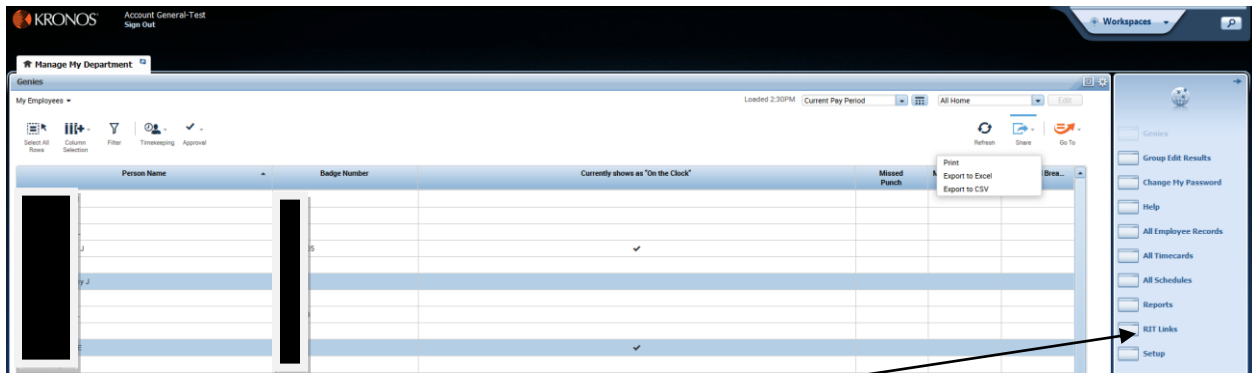 KRONOS Account General-Test
Sign Out
Workspaces
Manage My Department
Genies
My Employees Loaded 2:30PM Current Pay Period All Home Edit
Select All Rows Column Selection Filter Timekeeping Approval Refresh Share Go To
Print
Export to Excel
Export to CSV
Person Name Badge Number Currently shows as "On the Clock" Missed Punch Brea...
J
y J
Genies
Group Edit Results
Change My Password
Help
All Employee Records
All Timecards
All Schedules
Reports
RIT Links
Setup